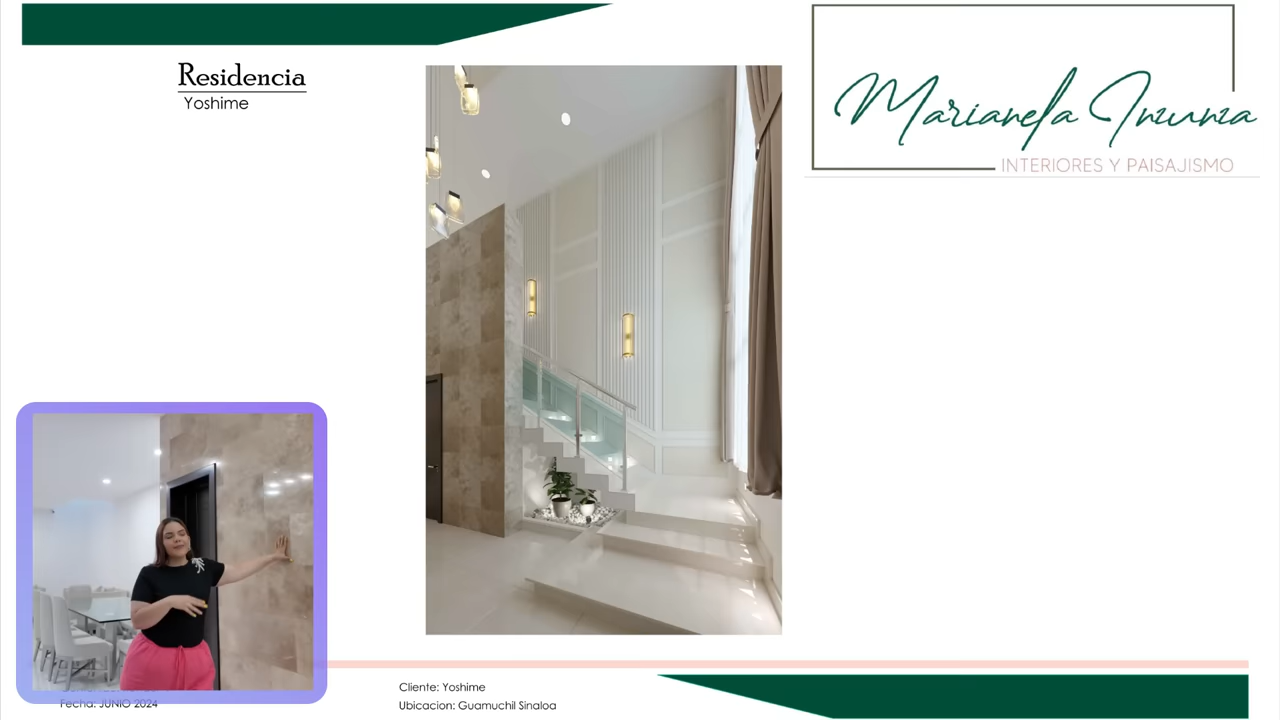 Residencia
Yoshime
Marianela Inzunza
INTERIORES Y PAISAJISMO
Cliente: Yoshime
Fecha: JUNIO 2024
Ubicacion: Guamuchil Sinaloa